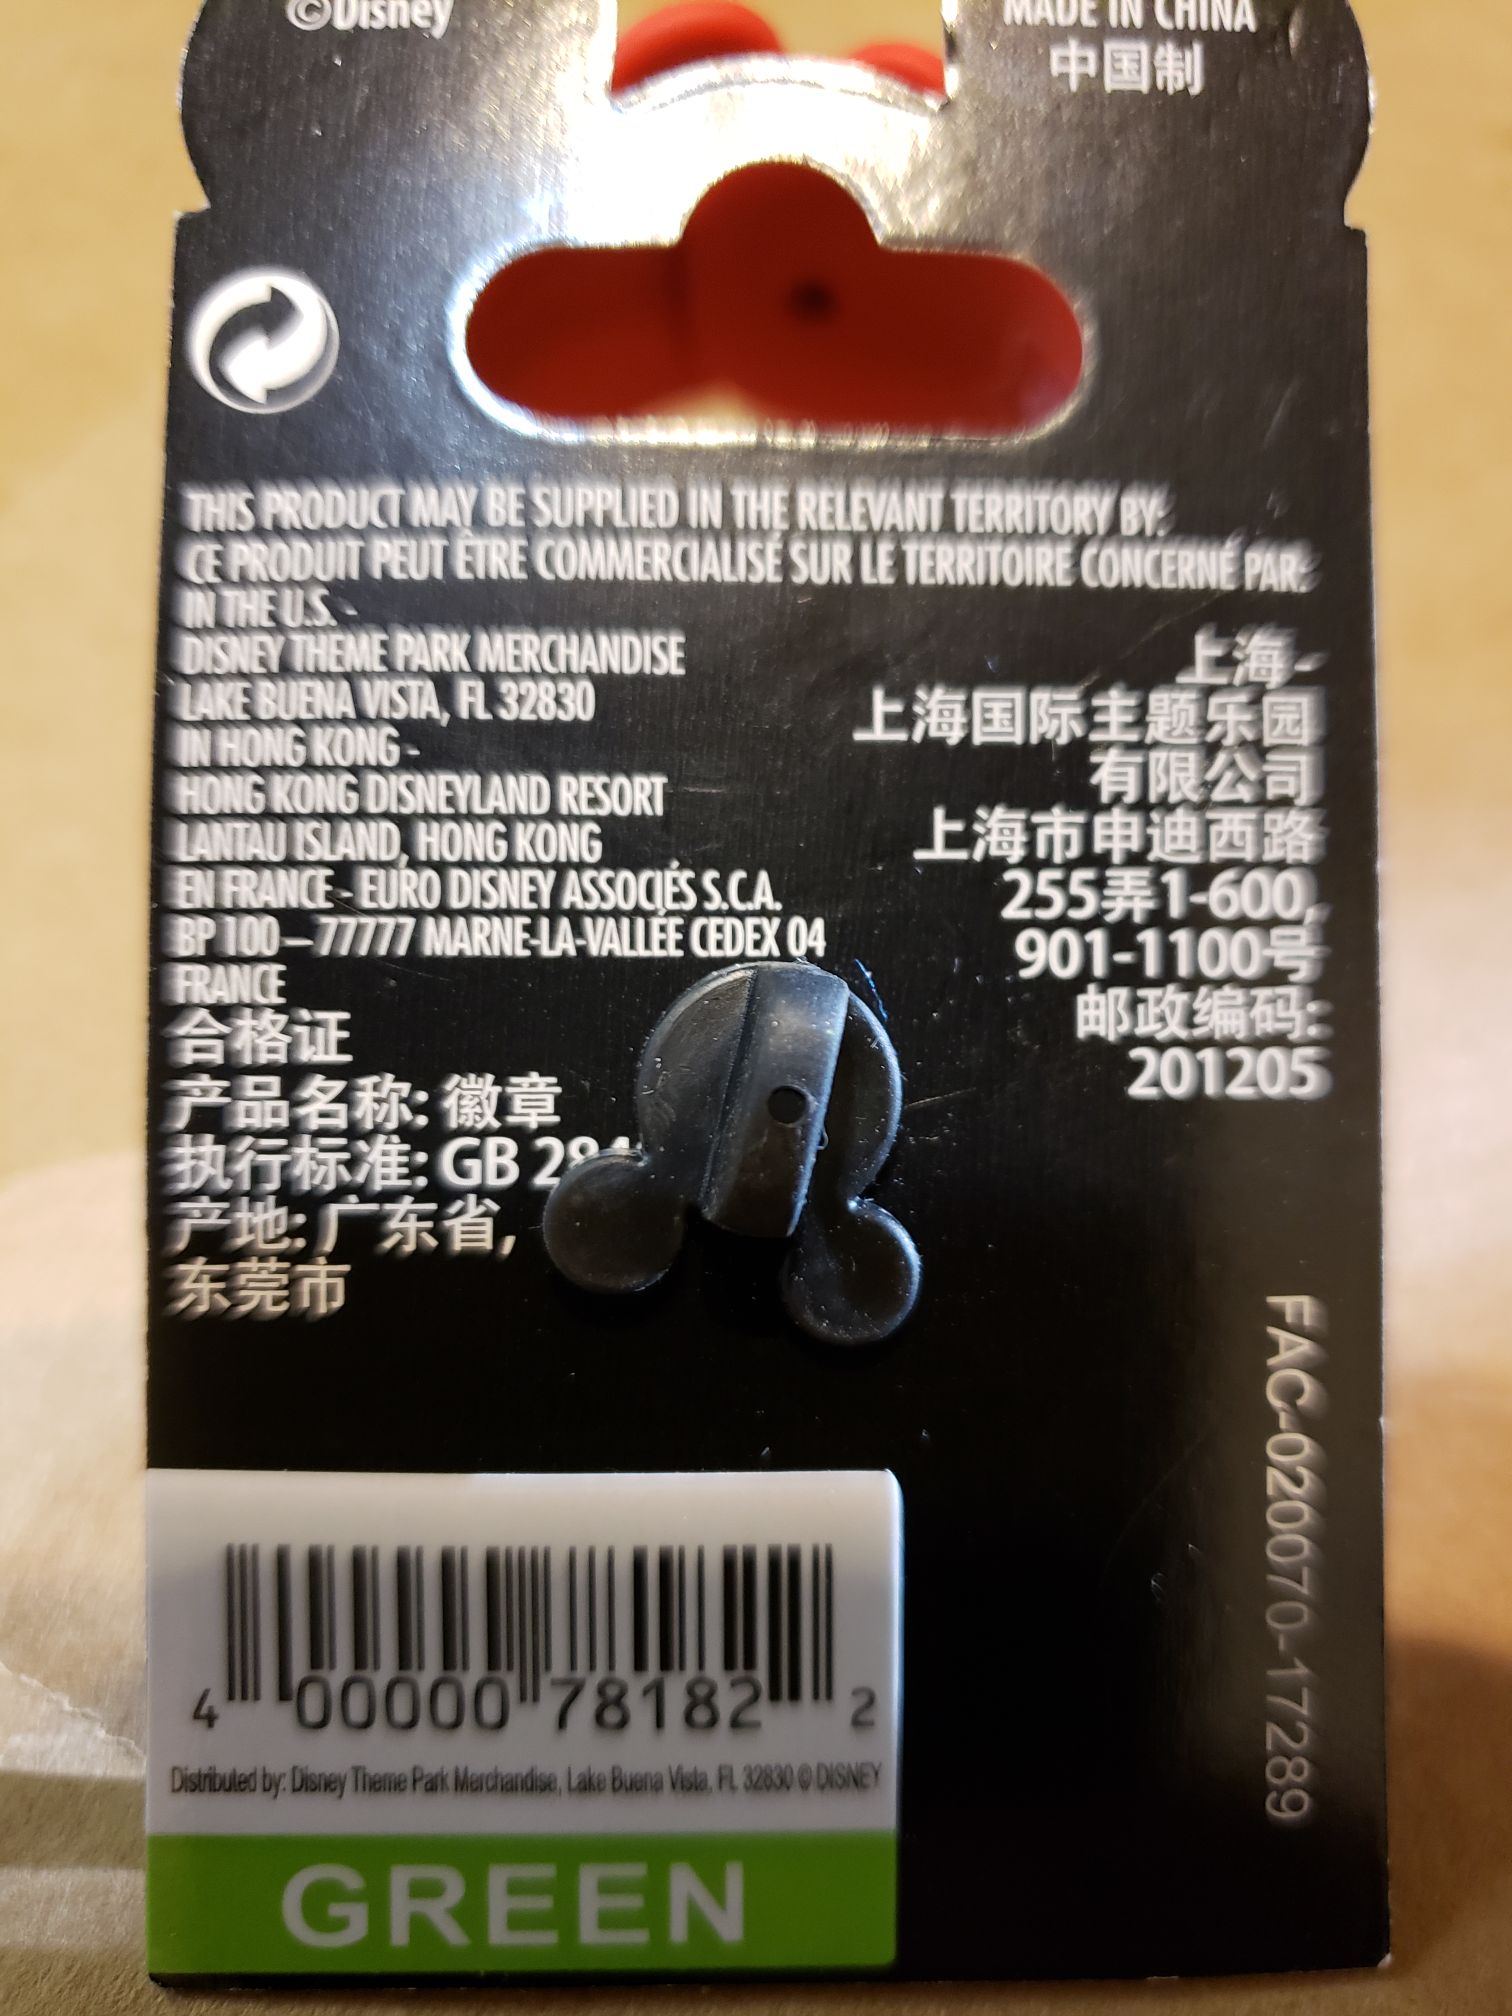 ©Disney
MADE IN CHINA
中国制
THIS PRODUCT MAY BE SUPPLIED IN THE RELEVANT TERRITORY BY:
CE PRODUIT PEUT ÊTRE COMMERCIALISÉ SUR LE TERRITOIRE CONCERNÉ PAR:
IN THE U.S. -
DISNEY THEME PARK MERCHANDISE
LAKE BUENA VISTA, FL 32830
IN HONG KONG -
HONG KONG DISNEYLAND RESORT
LANTAU ISLAND, HONG KONG
EN FRANCE - EURO DISNEY ASSOCIÉS S.C.A.
BP 100 – 77777 MARNE-LA-VALLÉE CEDEX 04
FRANCE
合格证
产品名称: 徽章
执行标准: GB
产地: 广东省,
东莞市
上海-
上海国际主题乐园
有限公司
上海市申迪西路
255弄1-600,
901-1100号
邮政编码:
201205
FAC-020070-17289
4 00000 78182 2
Distributed by: Disney Theme Park Merchandise, Lake Buena Vista, FL 32830 © DISNEY
GREEN